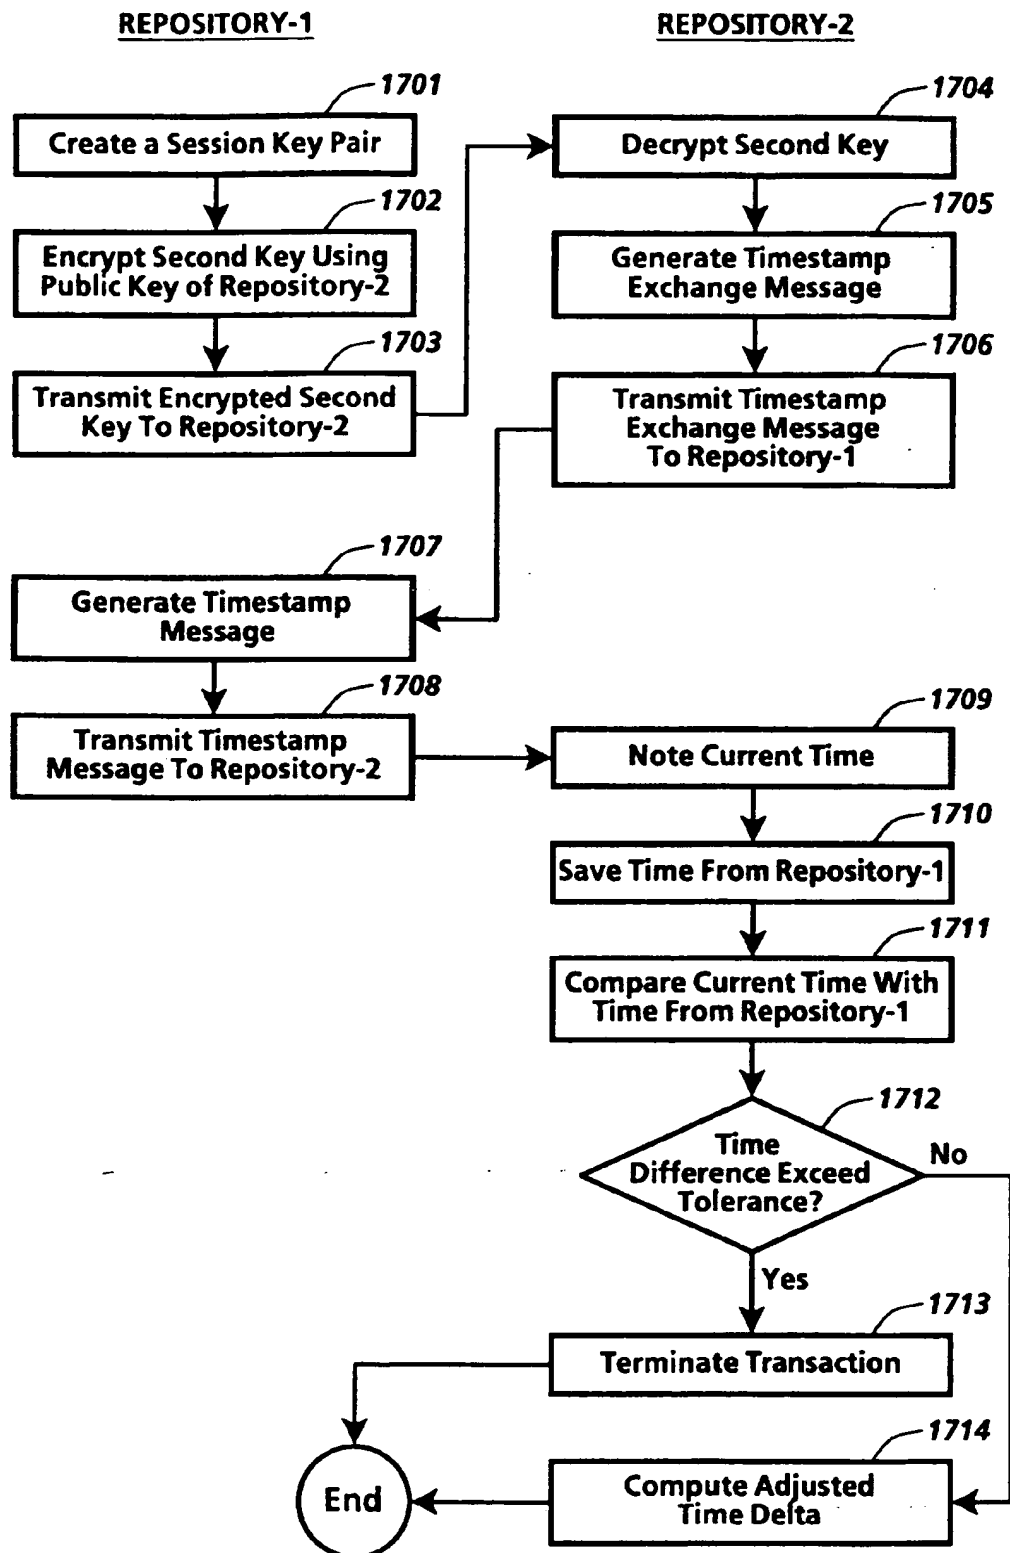 REPOSITORY-1
REPOSITORY-2
1701
Create a Session Key Pair
1702
Encrypt Second Key Using
Public Key of Repository-2
1703
Transmit Encrypted Second
Key To Repository-2
1704
Decrypt Second Key
1705
Generate Timestamp
Exchange Message
1706
Transmit Timestamp
Exchange Message
To Repository-1
1707
Generate Timestamp
Message
1708
Transmit Timestamp
Message To Repository-2
1709
Note Current Time
1710
Save Time From Repository-1
1711
Compare Current Time With
Time From Repository-1
1712
Time
Difference Exceed
Tolerance?
No
Yes
1713
Terminate Transaction
1714
Compute Adjusted
Time Delta
End